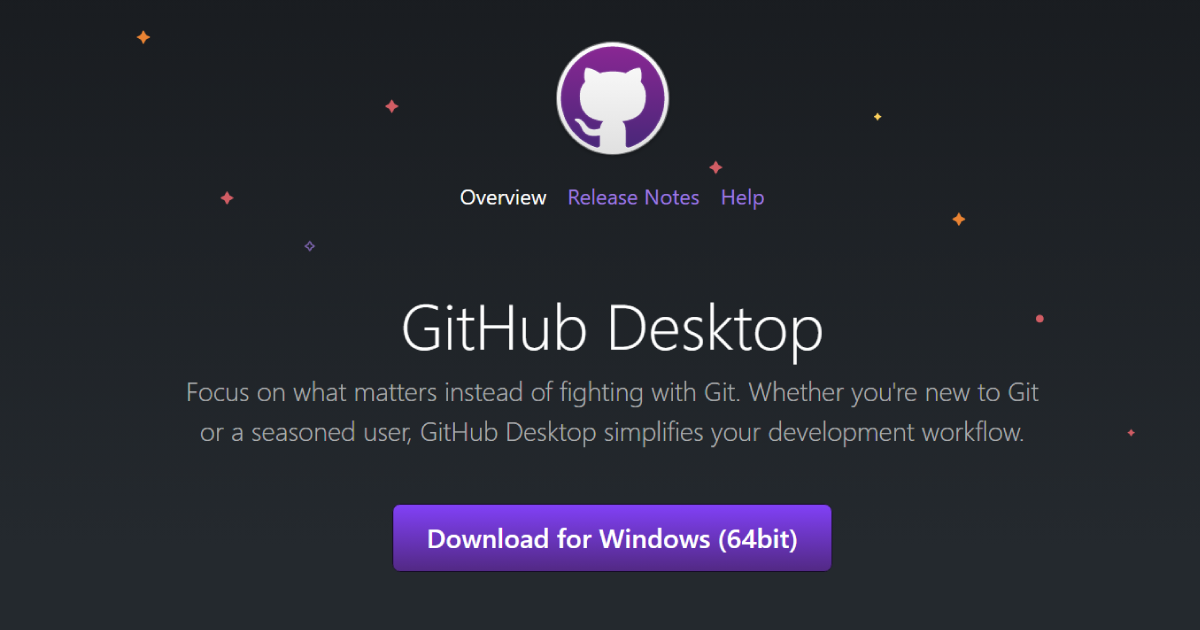 Overview Release Notes Help
GitHub Desktop
Focus on what matters instead of fighting with Git. Whether you're new to Git
or a seasoned user, GitHub Desktop simplifies your development workflow.
Download for Windows (64bit)